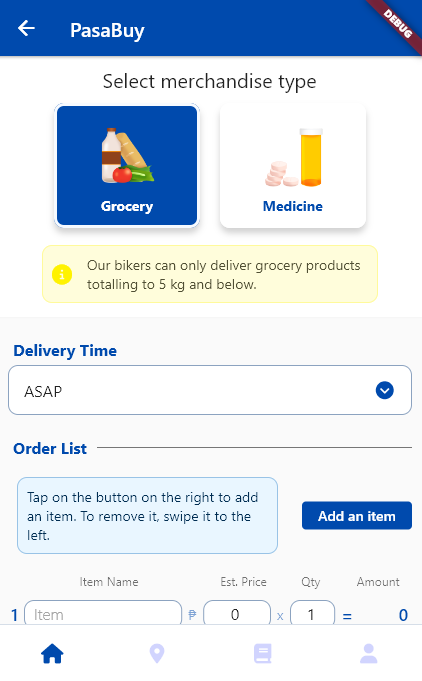 PasaBuy
DEBUG
Select merchandise type
Grocery
Medicine
Our bikers can only deliver grocery products
totalling to 5 kg and below.
Delivery Time
ASAP
Order List
Tap on the button on the right to add
an item. To remove it, swipe it to the
left.
Add an item
Item Name Est. Price Qty Amount
1 Item ₱ 0 x 1 = 0